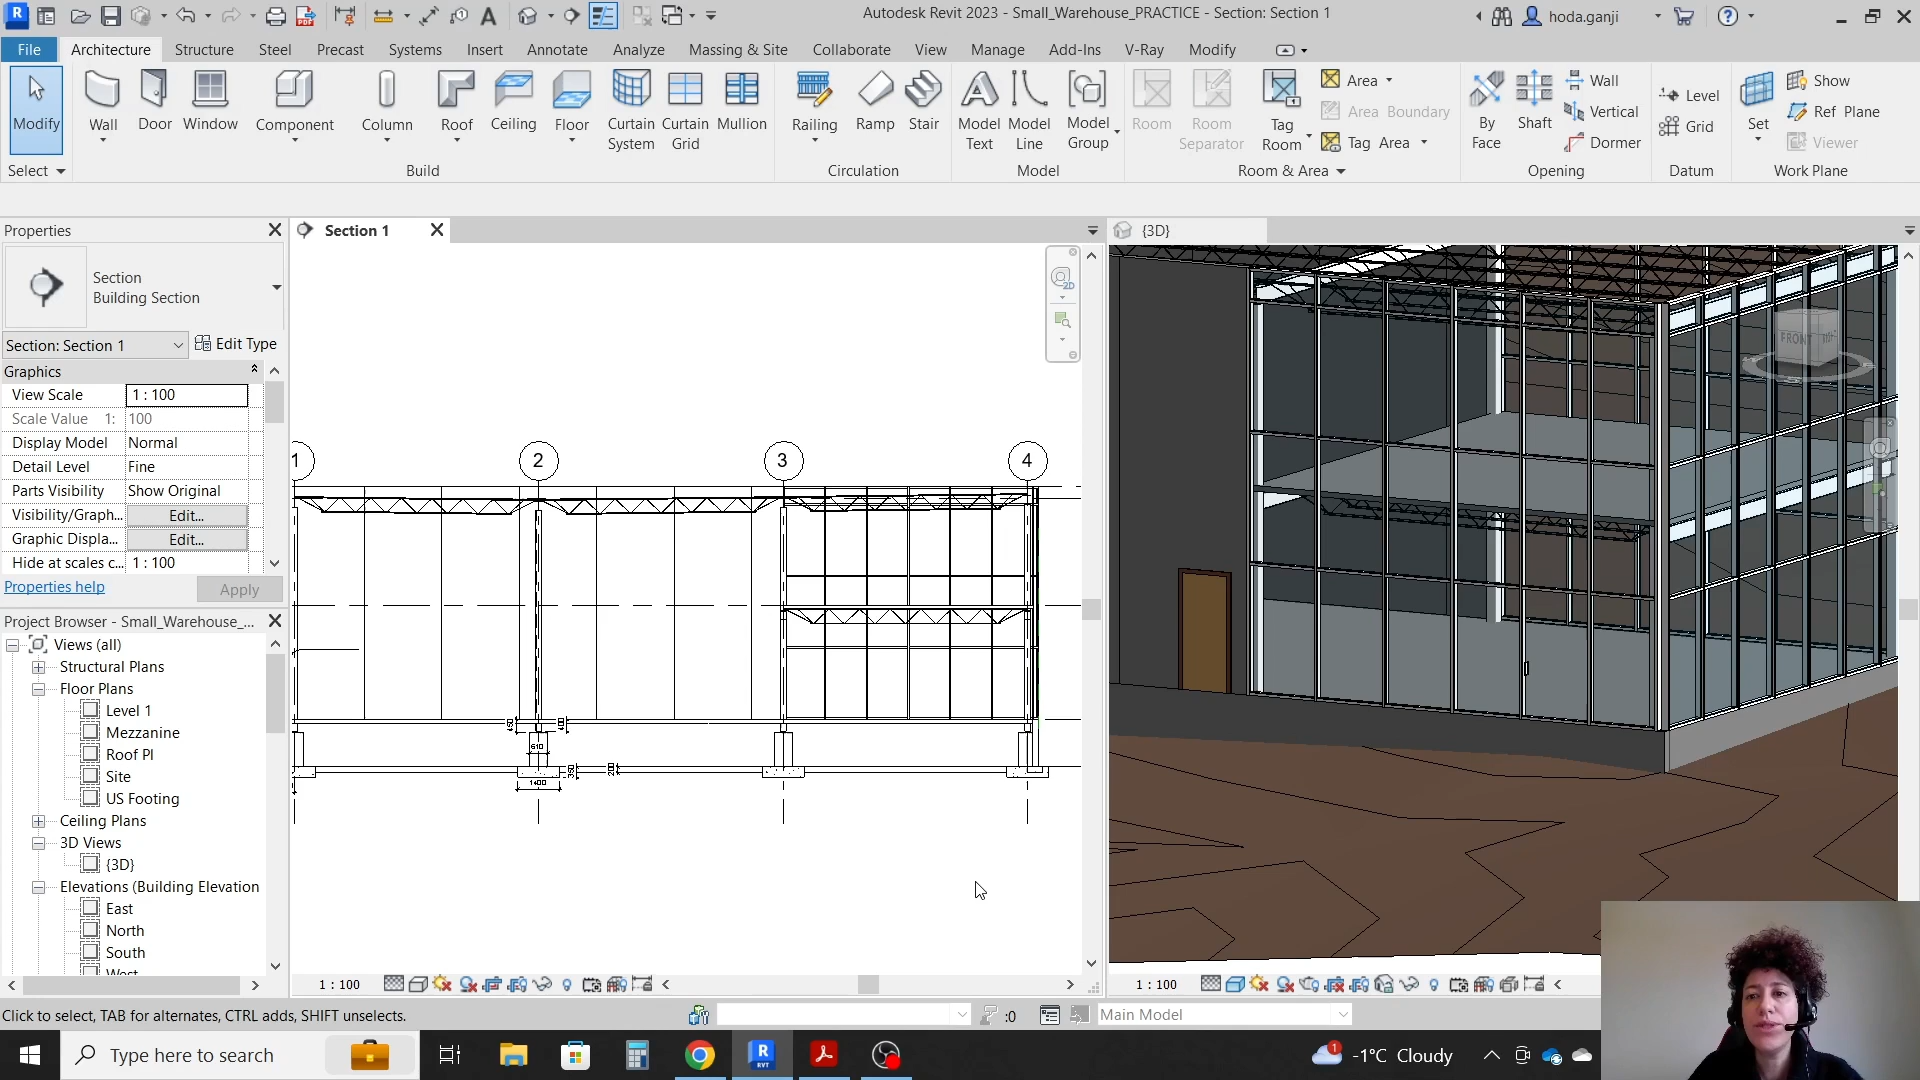 Autodesk Revit 2023 - Small_Warehouse_PRACTICE - Section: Section 1
hoda.ganji
File
Architecture
Structure
Steel
Precast
Systems
Insert
Annotate
Analyze
Massing & Site
Collaborate
View
Manage
Add-Ins
V-Ray
Modify
Modify
Wall
Door
Window
Component
Column
Roof
Ceiling
Floor
Curtain System
Curtain Grid
Mullion
Railing
Ramp
Stair
Model Text
Model Line
Model Group
Room
Room Separator
Tag Room
Area
Area Boundary
Tag Area
By Face
Shaft
Wall
Vertical
Dormer
Level
Grid
Set
Show
Ref Plane
Viewer
Select
Build
Circulation
Model
Room & Area
Opening
Datum
Work Plane
Properties
Section
Building Section
Section: Section 1
Edit Type
Graphics
View Scale 1 : 100
Scale Value 1: 100
Display Model Normal
Detail Level Fine
Parts Visibility Show Original
Visibility/Graph... Edit...
Graphic Displa... Edit...
Hide at scales c... 1 : 100
Properties help
Apply
Project Browser - Small_Warehouse_...
Views (all)
Structural Plans
Floor Plans
Level 1
Mezzanine
Roof Pl
Site
US Footing
Ceiling Plans
3D Views
{3D}
Elevations (Building Elevation
East
North
South
West
Section 1
1
2
3
4
610
1400
350
200
2D
1 : 100
{3D}
FRONT
1 : 100
Click to select, TAB for alternates, CTRL adds, SHIFT unselects.
:0
Main Model
Type here to search
R
RVT
1
-1°C Cloudy